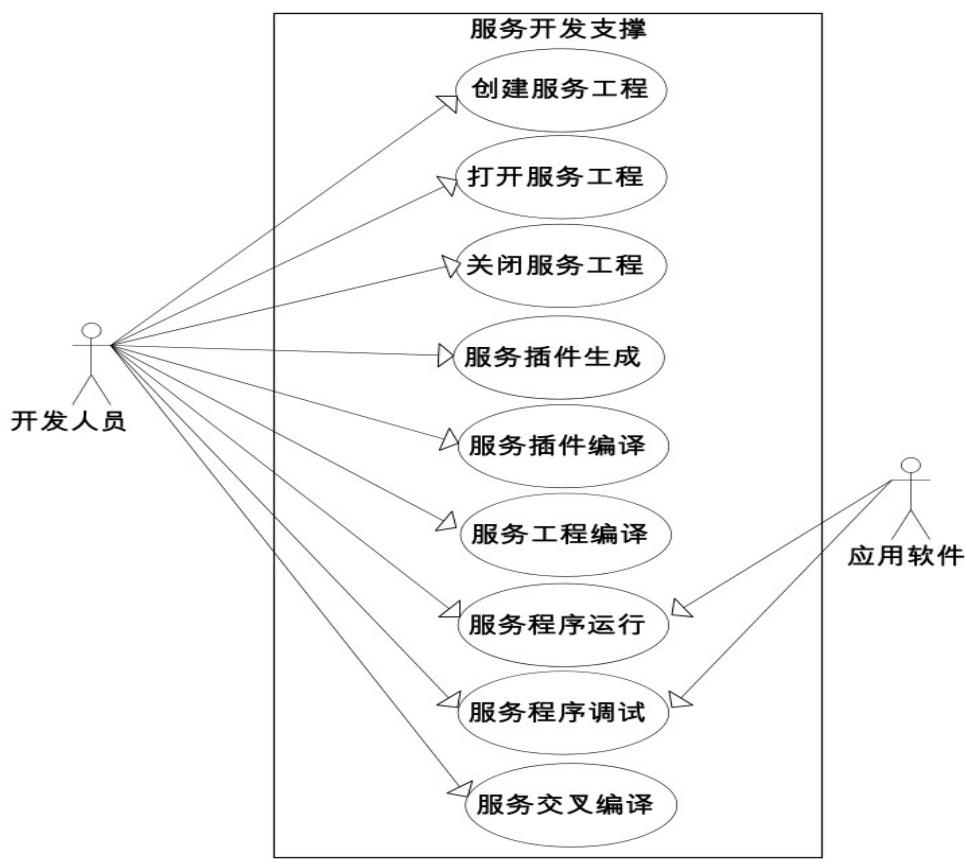 服务开发支撑
创建服务工程
打开服务工程
关闭服务工程
服务插件生成
开发人员
服务插件编译
服务工程编译
应用软件
服务程序运行
服务程序调试
服务交叉编译